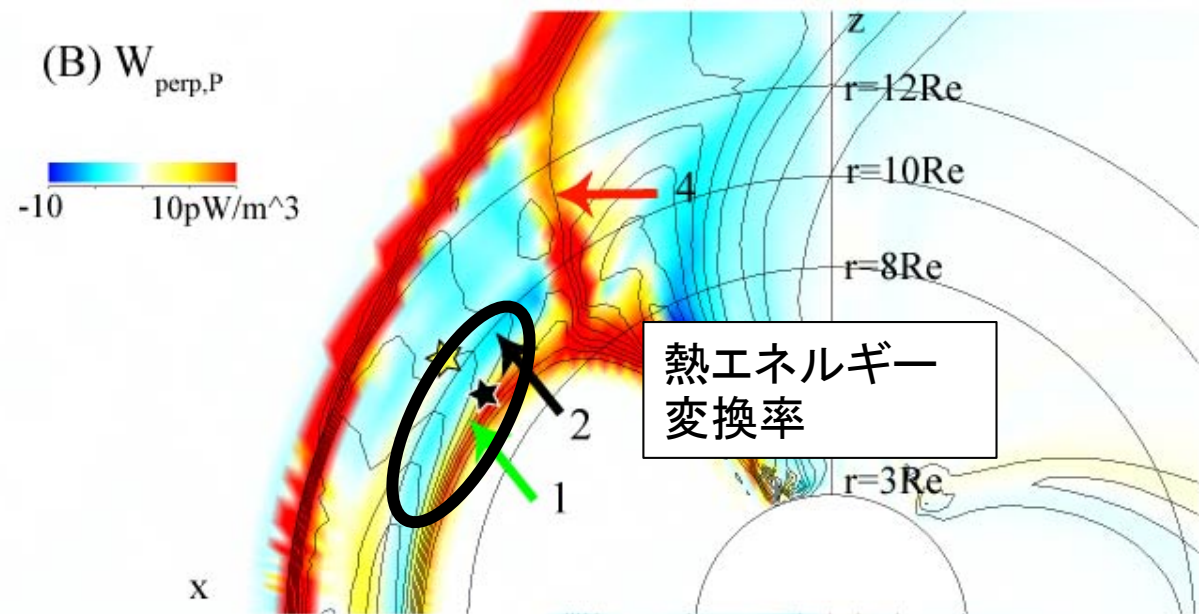 (B) W perp,P
-10 10pW/m^3
z
r=12Re
r=10Re
4
r=8Re
熱エネルギー
変換率
2
1
r=3Re
x